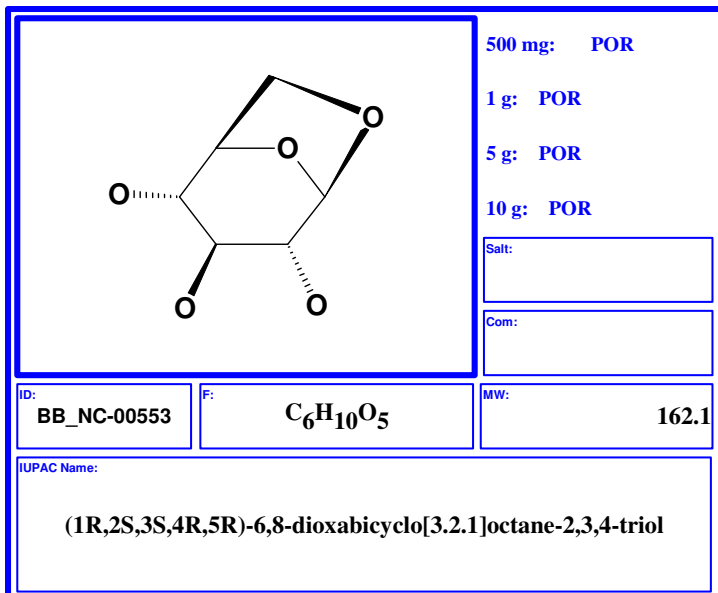 500 mg: POR
1 g: POR
5 g: POR
10 g: POR
O
O
O
O
O
Salt:
Com:
ID:
BB_NC-00553
F:
C6H10O5
MW:
162.1
IUPAC Name:
(1R,2S,3S,4R,5R)-6,8-dioxabicyclo[3.2.1]octane-2,3,4-triol